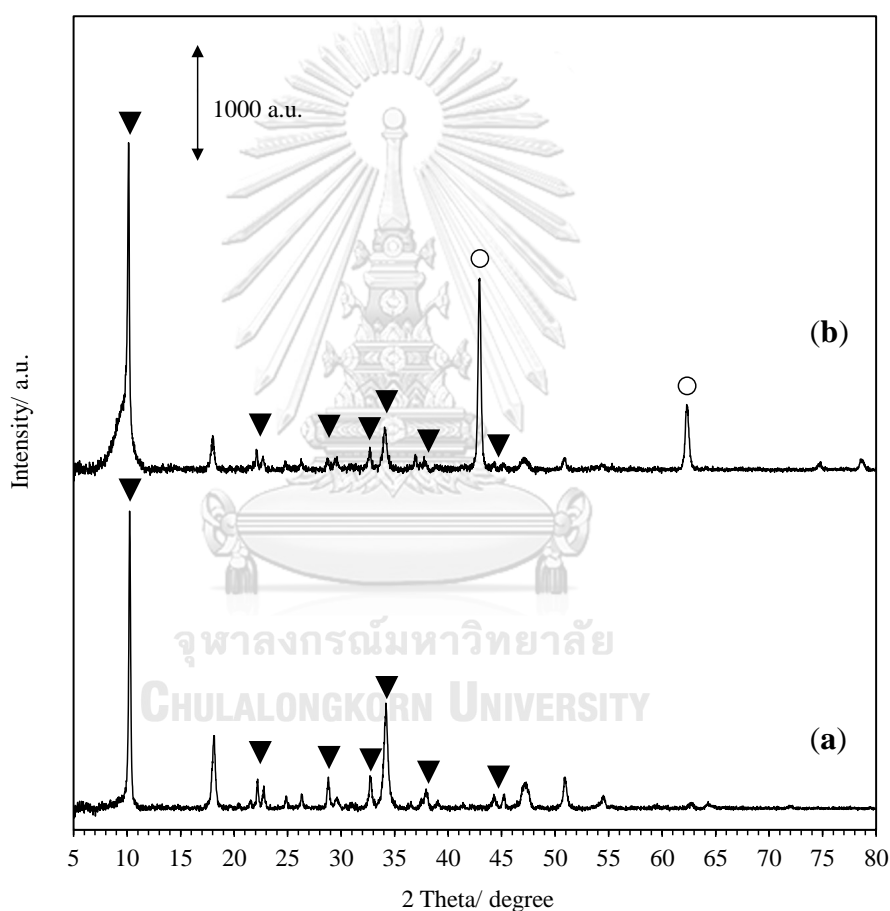 1000 a.u.
(b)
Intensity/ a.u.
จุฬาลงกรณ์มหาวิทยาลัย
CHULALONGKORN UNIVERSITY
(a)
5 10 15 20 25 30 35 40 45 50 55 60 65 70 75 80
2 Theta/ degree